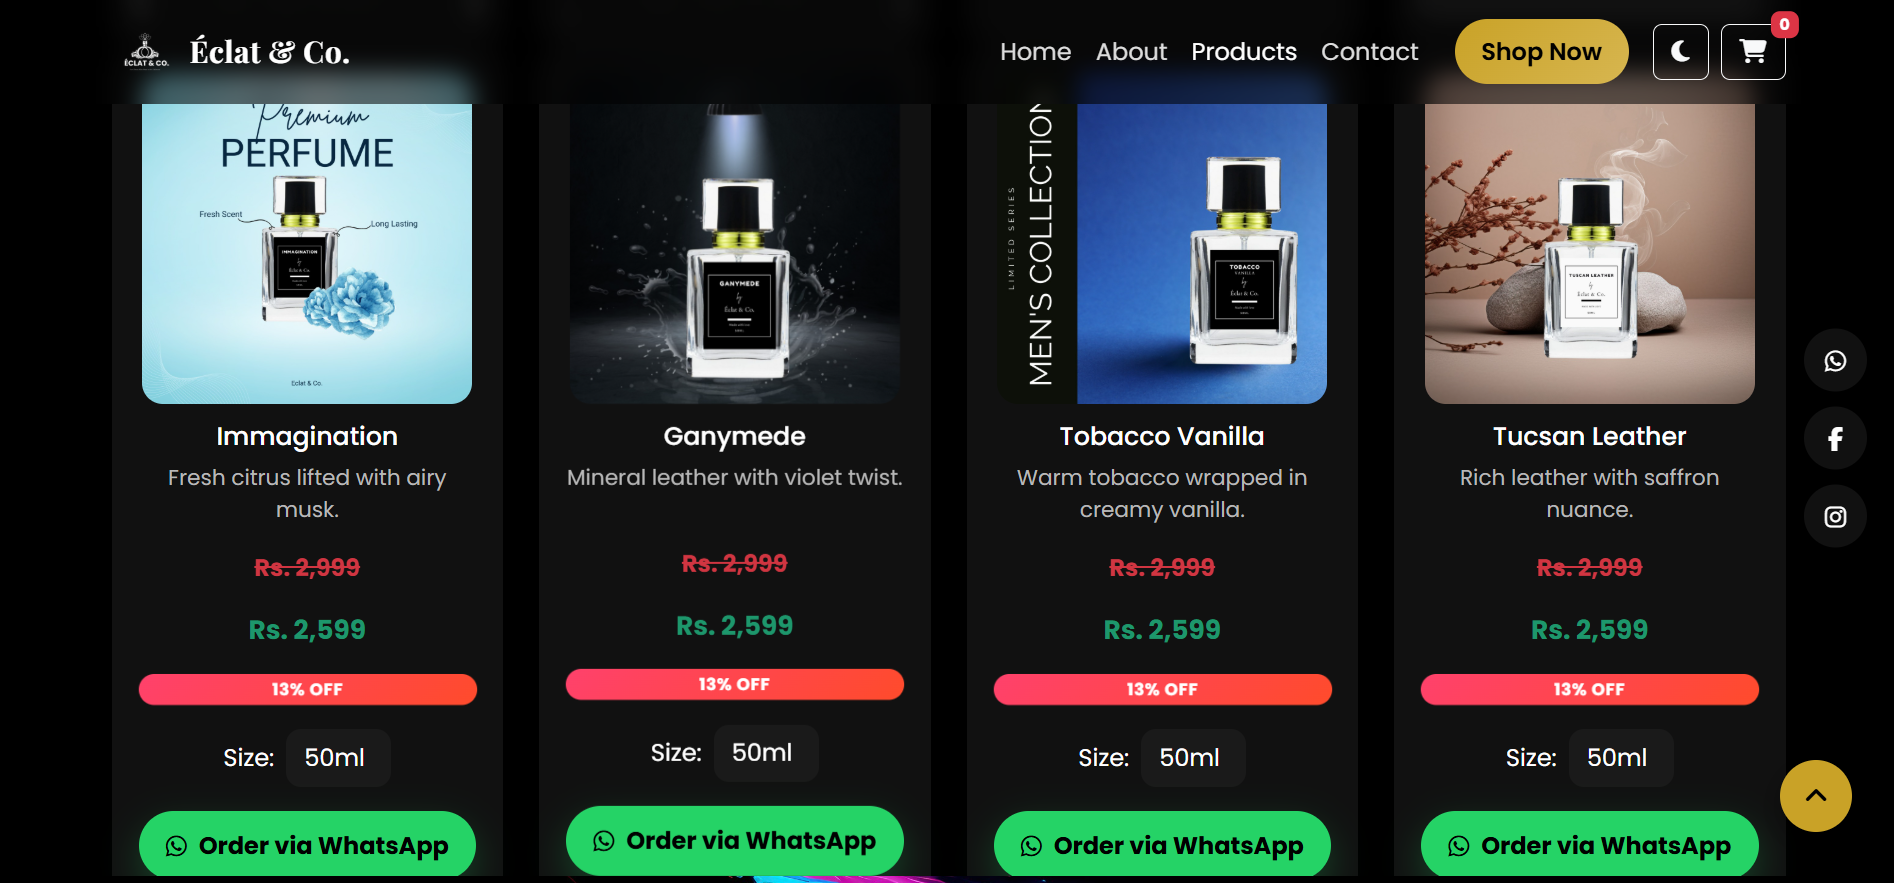 ÉCLAT & CO.
Éclat & Co.
Home
About
Products
Contact
Shop Now
0
Premium
PERFUME
Fresh Scent
Long Lasting
IMMAGINATION
by
Éclat & Co.
Eclat & Co.
Immagination
Fresh citrus lifted with airy
musk.
Rs. 2,999
Rs. 2,599
13% OFF
Size: 50ml
Order via WhatsApp
GANYMEDE
by
Éclat & Co.
Ganymede
Mineral leather with violet twist.
Rs. 2,999
Rs. 2,599
13% OFF
Size: 50ml
Order via WhatsApp
LIMITED SERIES
MEN'S COLLECTION
TOBACCO
VANILLA
by
Éclat & Co.
Tobacco Vanilla
Warm tobacco wrapped in
creamy vanilla.
Rs. 2,999
Rs. 2,599
13% OFF
Size: 50ml
Order via WhatsApp
TUSCAN LEATHER
by
Éclat & Co.
Tucsan Leather
Rich leather with saffron
nuance.
Rs. 2,999
Rs. 2,599
13% OFF
Size: 50ml
Order via WhatsApp